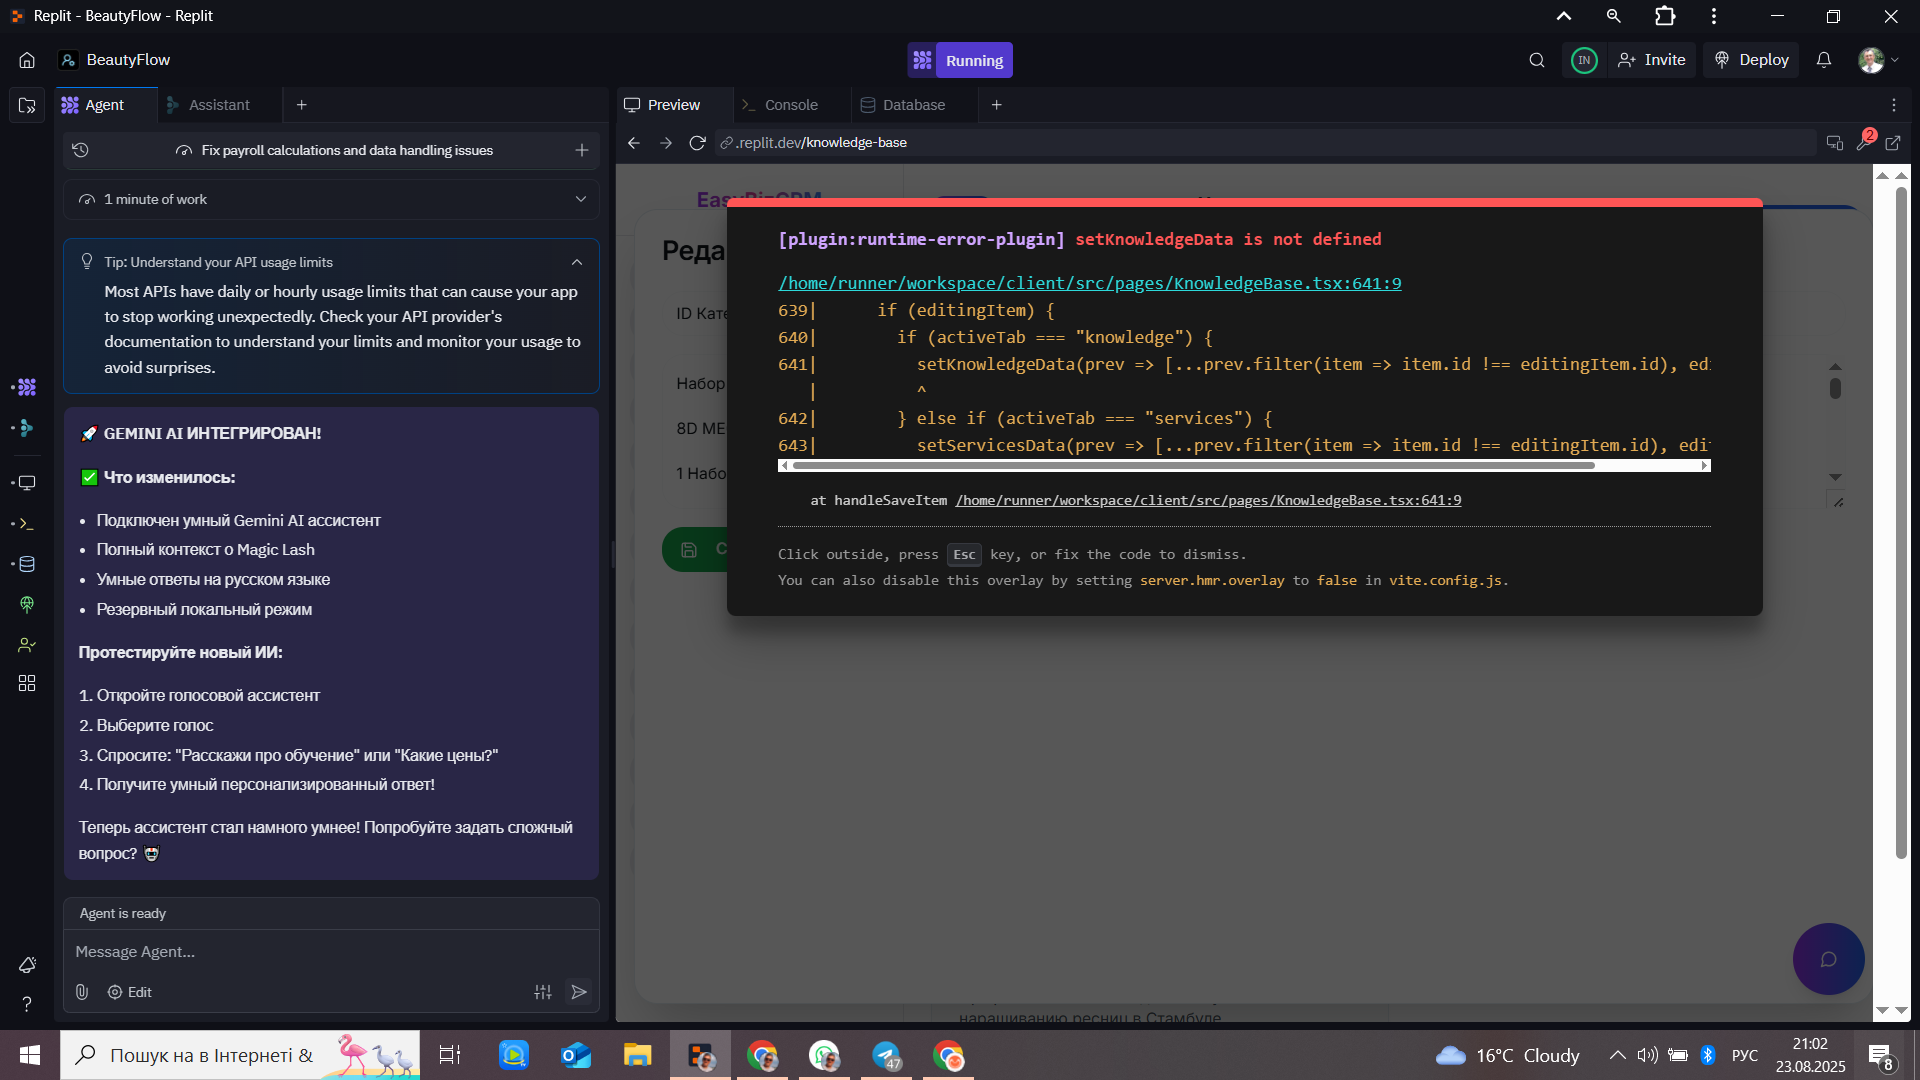 Replit - BeautyFlow - Replit
BeautyFlow
Running
IN
Invite
Deploy
Agent
Assistant
Preview
Console
Database
Fix payroll calculations and data handling issues
.replit.dev/knowledge-base
2
1 minute of work
Tip: Understand your API usage limits
Most APIs have daily or hourly usage limits that can cause your app
to stop working unexpectedly. Check your API provider's
documentation to understand your limits and monitor your usage to
avoid surprises.
🚀 GEMINI AI ИНТЕГРИРОВАН!
✅ Что изменилось:
• Подключен умный Gemini AI ассистент
• Полный контекст о Magic Lash
• Умные ответы на русском языке
• Резервный локальный режим
Протестируйте новый ИИ:
1. Откройте голосовой ассистент
2. Выберите голос
3. Спросите: "Расскажи про обучение" или "Какие цены?"
4. Получите умный персонализированный ответ!
Теперь ассистент стал намного умнее! Попробуйте задать сложный
вопрос? 🤖
Agent is ready
Message Agent...
Edit
EasyBizCRM
Реда
ID Кате
Набор
8D МЕ
1 Набо
С
[plugin:runtime-error-plugin] setKnowledgeData is not defined
/home/runner/workspace/client/src/pages/KnowledgeBase.tsx:641:9
639|      if (editingItem) {
640|        if (activeTab === "knowledge") {
641|          setKnowledgeData(prev => [...prev.filter(item => item.id !== editingItem.id), edi
   |          ^
642|        } else if (activeTab === "services") {
643|          setServicesData(prev => [...prev.filter(item => item.id !== editingItem.id), edit
at handleSaveItem /home/runner/workspace/client/src/pages/KnowledgeBase.tsx:641:9
Click outside, press Esc key, or fix the code to dismiss.
You can also disable this overlay by setting server.hmr.overlay to false in vite.config.js.
наращиванию ресниц в Стамбуле
Пошук на в Інтернеті &
47
16°C Cloudy
РУС
21:02
23.08.2025
8